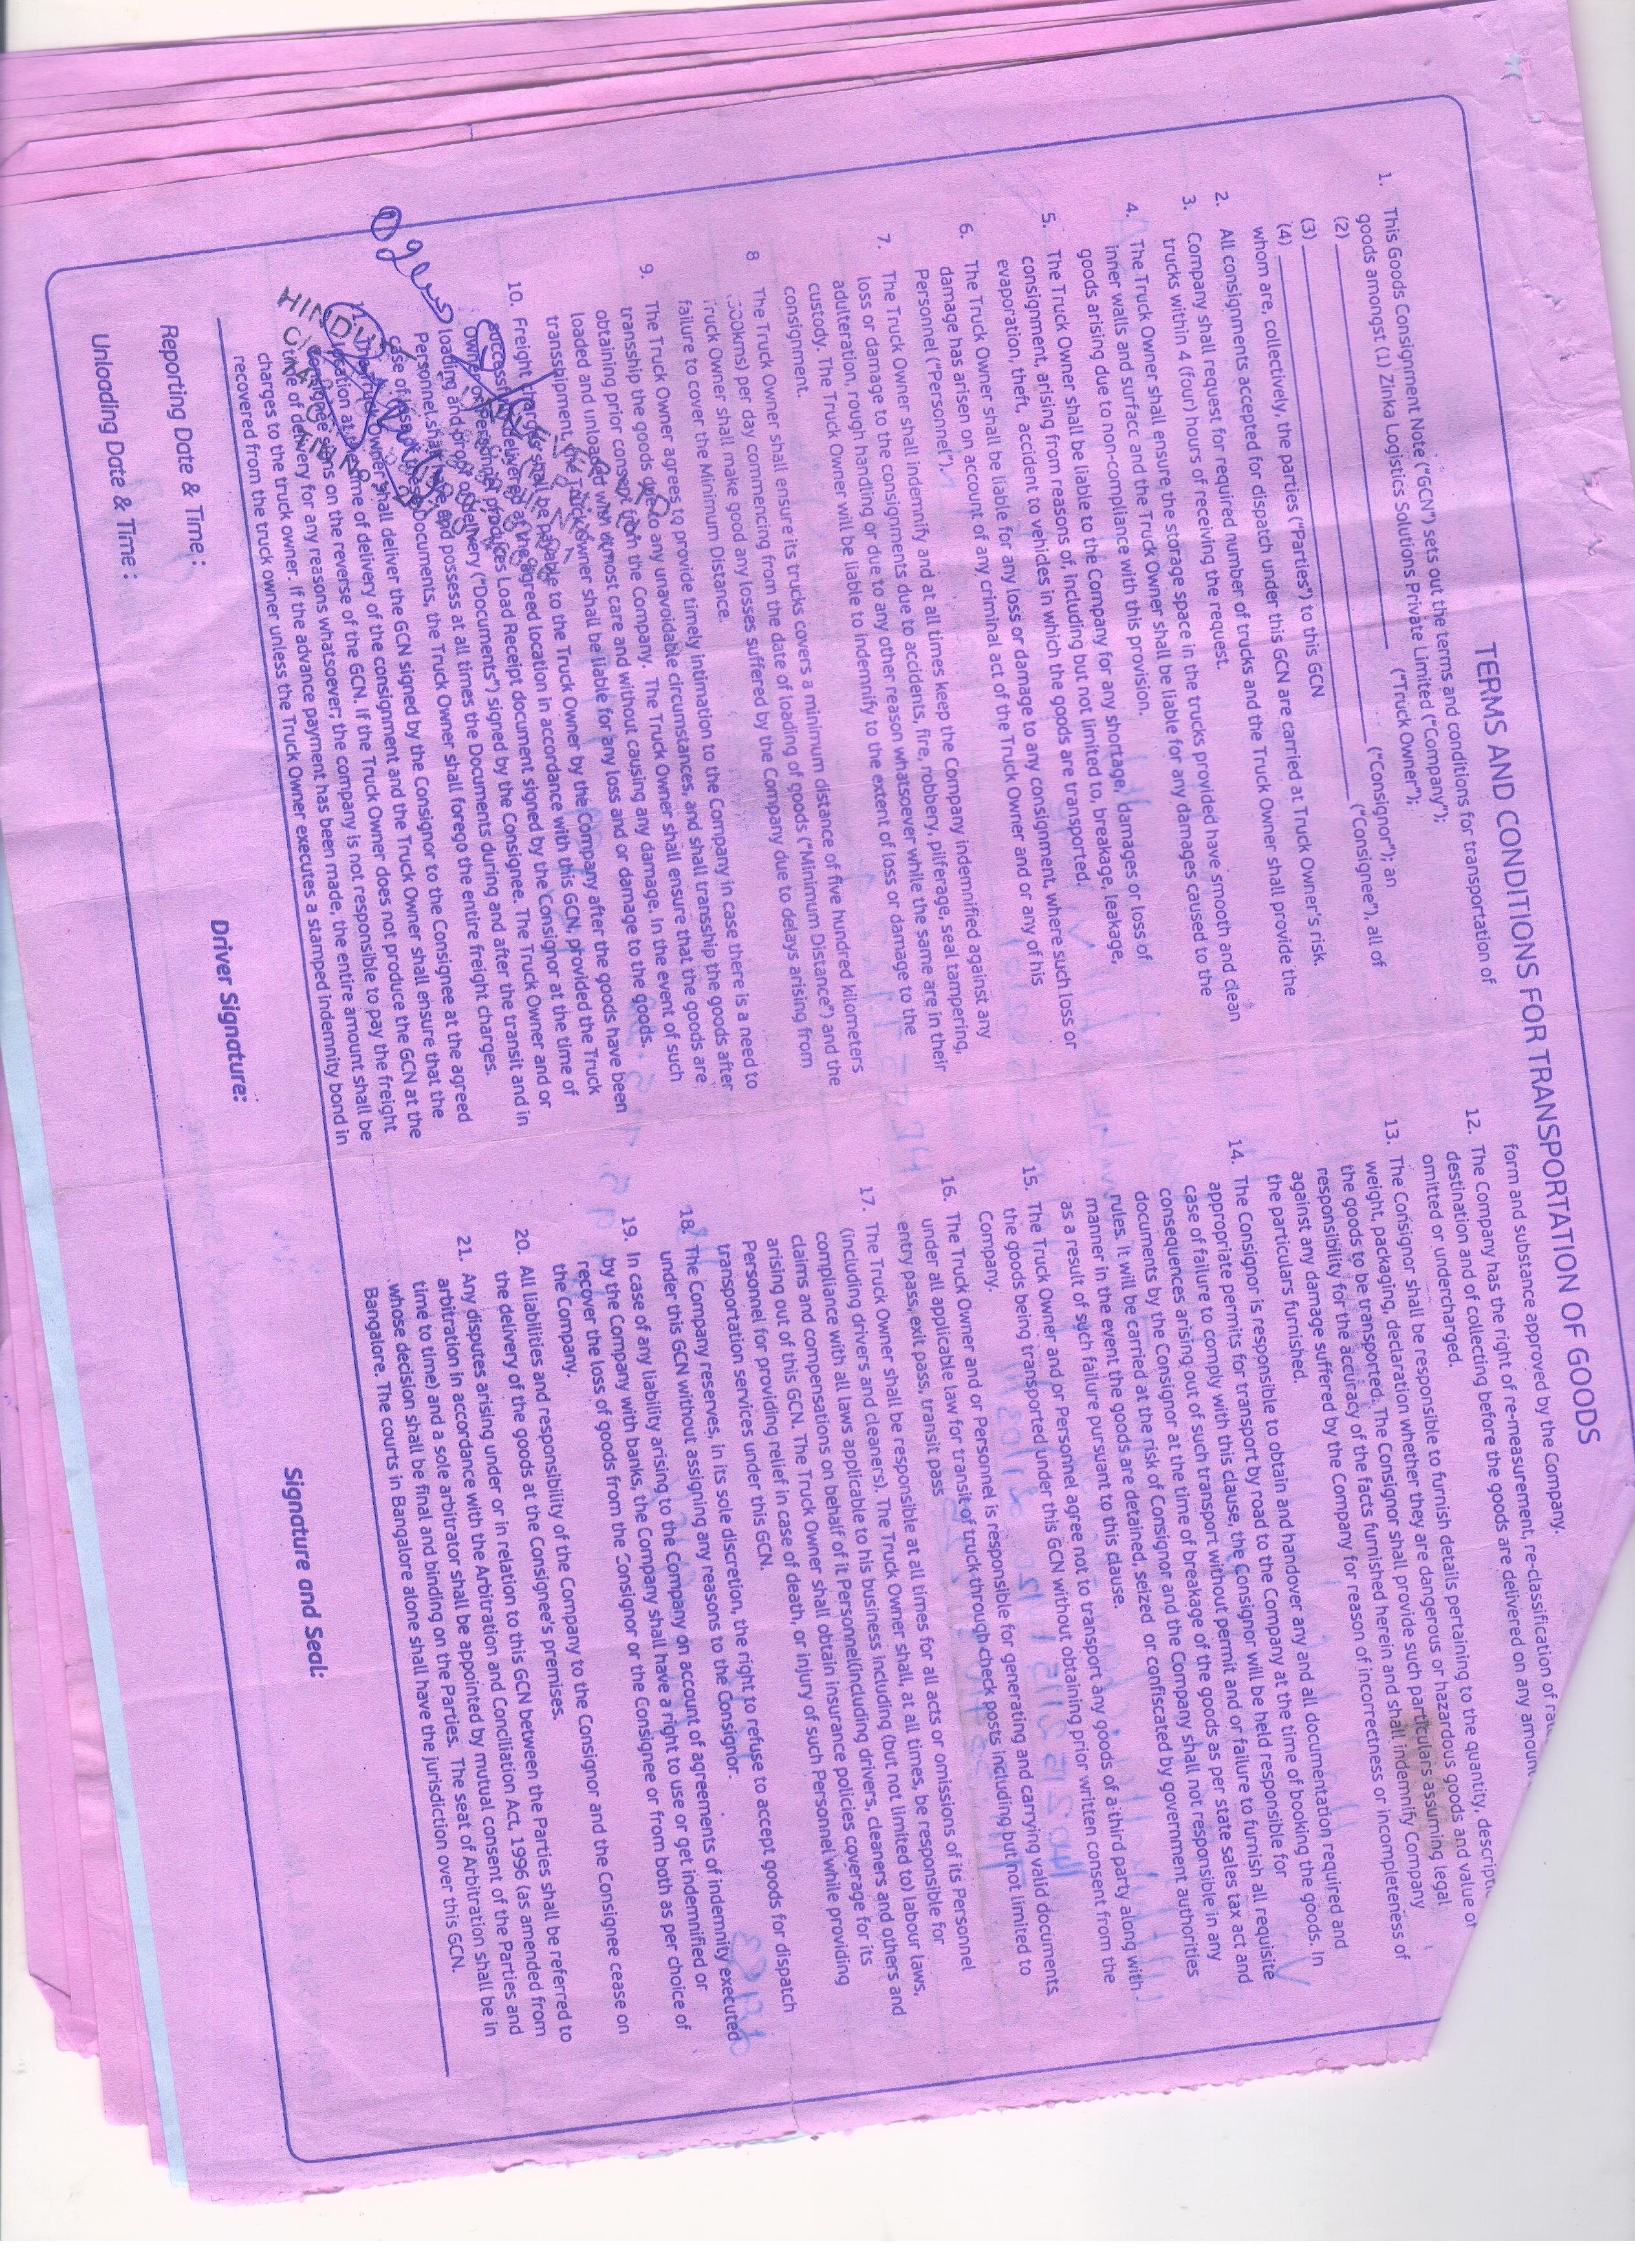 TERMS AND CONDITIONS FOR TRANSPORTATION OF GOODS
1. This Goods Consignment Note ("GCN") sets out the terms and conditions for transportation of
goods amongst (1) Zinka Logistics Solutions Private Limited ("Company");
(2) ("Truck Owner");
(3) ("Consignor"); an
(4) ("Consignee"), all of
whom are, collectively, the parties ("Parties") to this GCN
2. All consignments accepted for dispatch under this GCN are carried at Truck Owner's risk.
3. Company shall request for required number of trucks and the Truck Owner shall provide the
trucks within 4 (four) hours of receiving the request.
4. The Truck Owner shall ensure the storage space in the trucks provided have smooth and clean
inner walls and surface and the Truck Owner shall be liable for any damages caused to the
goods arising due to non-compliance with this provision.
5. The Truck Owner shall be liable to the Company for any shortage, damages or loss of
consignment, arising from reasons of, including but not limited to, breakage, leakage,
evaporation, theft, accident to vehicles in which the goods are transported
6. The Truck Owner shall be liable for any loss or damage to any consignment, where such loss or
damage has arisen on account of any criminal act of the Truck Owner and or any of his
Personnel ("Personnel").
7. The Truck Owner shall indemnify and at all times keep the Company indemnified against any
loss or damage to the consignments due to accidents, fire, robbery, pilferage, seal tampering,
adulteration, rough handling or due to any other reason whatsoever while the same are in their
custody. The Truck Owner will be liable to indemnify to the extent of loss or damage to the
consignment.
8 The Truck Owner shall ensure its trucks covers a minimum distance of five hundred kilometers
per day commencing from the date of loading of goods ("Minimum Distance") and the
Truck Owner shall make good any losses suffered by the Company due to delays arising from
failure to cover the Minimum Distance.
9. The Truck Owner agrees to provide timely intimation to the Company in case there is a need to
transship the goods due to any unavoidable circumstances, and shall transship the goods after
obtaining prior consent from the Company. The Truck Owner shall ensure that the goods are
loaded and unloaded with utmost care and without causing any damage. In the event of such
transshipment, the Truck Owner shall be liable for any loss and or damage to the goods.
10. Freight charges shall be payable to the Truck Owner by the Company after the goods have been
delivered at the agreed location in accordance with this GCN, provided the Truck
Owner produces Load Receipt document signed by the Consignor at the time of
loading and proof of delivery ("Documents") signed by the Consignee. The Truck Owner and or
Personnel shall and possess at all times the Documents during and after the transit and in
case of Documents, the Truck Owner shall forego the entire freight charges.
shall deliver the GCN signed by the Consignor to the Consignee at the agreed
location at time of delivery of the consignment and the Truck Owner shall ensure that the
on the reverse of the GCN. If the Truck Owner does not produce the GCN at the
time of delivery for any reasons whatsoever, the company is not responsible to pay the freight
charges to the truck owner. If the advance payment has been made, the entire amount shall be
recovered from the truck owner unless the Truck Owner executes a stamped indemnity bond in
form and substance approved by the Company.
12. The Company has the right of re-measurement, re-classification of
destination and of collecting before the goods are delivered on any
omitted or undercharged.
13. The Consignor shall be responsible to furnish details pertaining to the quantity,
weight, packaging, declaration whether they are dangerous or hazardous goods and value of
the goods to be transported. The Consignor shall provide such particulars assuming legal
responsibility for the accuracy of the facts furnished herein and shall indemnify Company
against any damage suffered by the Company for reason of incorrectness or incompleteness of
the particulars furnished.
14. The Consignor is responsible to obtain and handover any and all documentation required and
appropriate permits for transport by road to the Company at the time of booking the goods. In
case of failure to comply with this clause, the Consignor will be held responsible for
consequences arising out of such transport without permit and or failure to furnish all requisite
documents by the Consignor at the time of breakage of the goods as per state sales tax act and
rules. It will be carried at the risk of Consignor and the Company shall not responsible in any
manner in the event the goods are detained, seized or confiscated by government authorities
as a result of such failure pursuant to this clause.
15. The Truck Owner and or Personnel agree not to transport any goods of a third party along with
the goods being transported under this GCN without obtaining prior written consent from the
Company.
16. The Truck Owner and or Personnel is responsible for generating and carrying valid documents
under all applicable law for transit of truck through check posts including but not limited to
entry pass, exit pass, transit pass
17. The Truck Owner shall be responsible at all times for all acts or omissions of its Personnel
(including drivers and cleaners). The Truck Owner shall, at all times, be responsible for
compliance with all laws applicable to his business including (but not limited to) labour laws,
claims and compensations on behalf of it Personnel(including drivers, cleaners and others and
arising out of this GCN. The Truck Owner shall obtain insurance policies coverage for its
Personnel for providing relief in case of death, or injury of such Personnel while providing
transportation services under this GCN.
18. The Company reserves, in its sole discretion, the right to refuse to accept goods for dispatch
under this GCN without assigning any reasons to the Consignor.
19. In case of any liability arising to the Company on account of agreements of indemnity executed
by the Company with banks, the Company shall have a right to use or get indemnified or
recover the loss of goods from the Consignor or the Consignee or from both as per choice of
the Company.
20. All liabilities and responsibility of the Company to the Consignor and the Consignee cease on
the delivery of the goods at the Consignee's premises.
21. Any disputes arising under or in relation to this GCN between the Parties shall be referred to
arbitration in accordance with the Arbitration and Conciliation Act, 1996 (as amended from
time to time) and a sole arbitrator shall be appointed by mutual consent of the Parties and
whose decision shall be final and binding on the Parties. The seat of Arbitration shall be in
Bangalore. The courts in Bangalore alone shall have the jurisdiction over this GCN.
Reporting Date & Time :
Unloading Date & Time :
Driver Signature:
Signature and Seal: